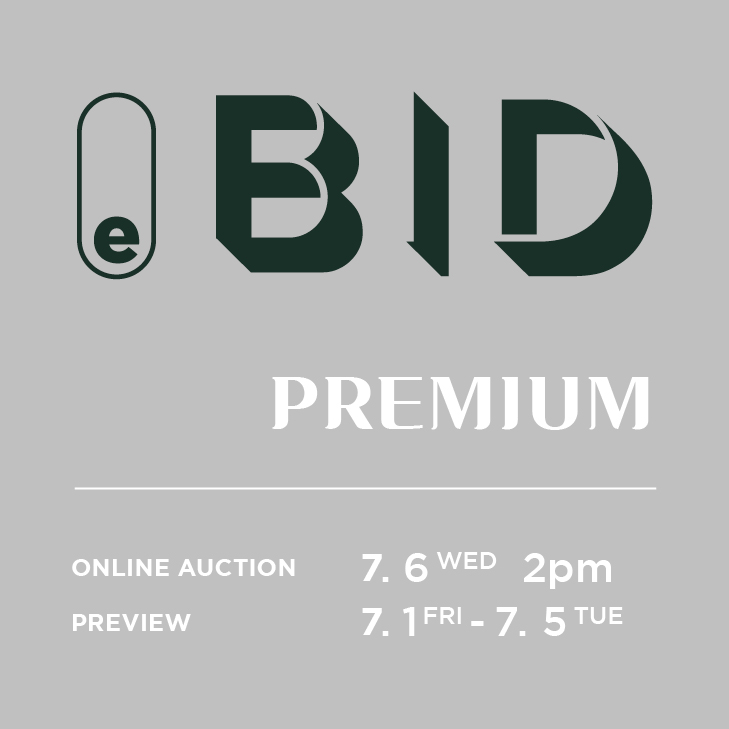 e BID
PREMIUM
ONLINE AUCTION 7. 6 WED 2pm
PREVIEW 7. 1 FRI - 7. 5 TUE